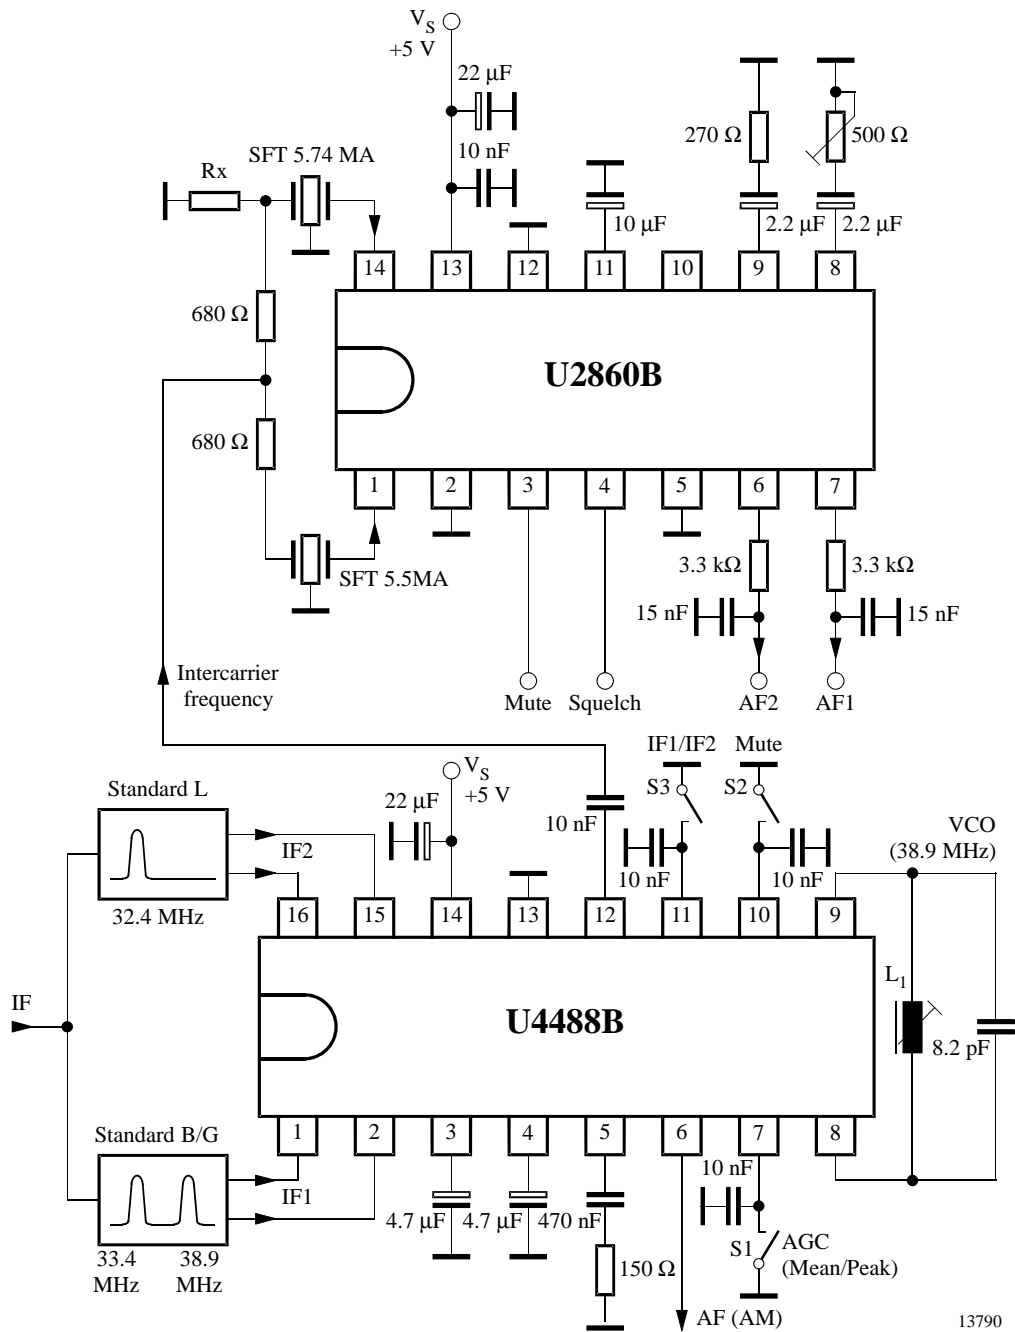 V_S
+5 V
22 µF
10 nF
SFT 5.74 MA
Rx
270 Ω
500 Ω
10 µF
2.2 µF
2.2 µF
14
13
12
11
10
9
8
680 Ω
U2860B
680 Ω
1
2
3
4
5
6
7
SFT 5.5MA
3.3 kΩ
3.3 kΩ
15 nF
15 nF
Intercarrier
frequency
Mute
Squelch
AF2
AF1
IF1/IF2
Mute
V_S
+5 V
S3
S2
Standard L
22 µF
10 nF
VCO
(38.9 MHz)
IF2
10 nF
10 nF
32.4 MHz
16
15
14
13
12
11
10
9
L_1
IF
U4488B
8.2 pF
Standard B/G
1
2
3
4
5
6
7
8
IF1
10 nF
4.7 µF
4.7 µF
470 nF
33.4
MHz
38.9
MHz
150 Ω
S1
AGC
(Mean/Peak)
AF (AM)
13790